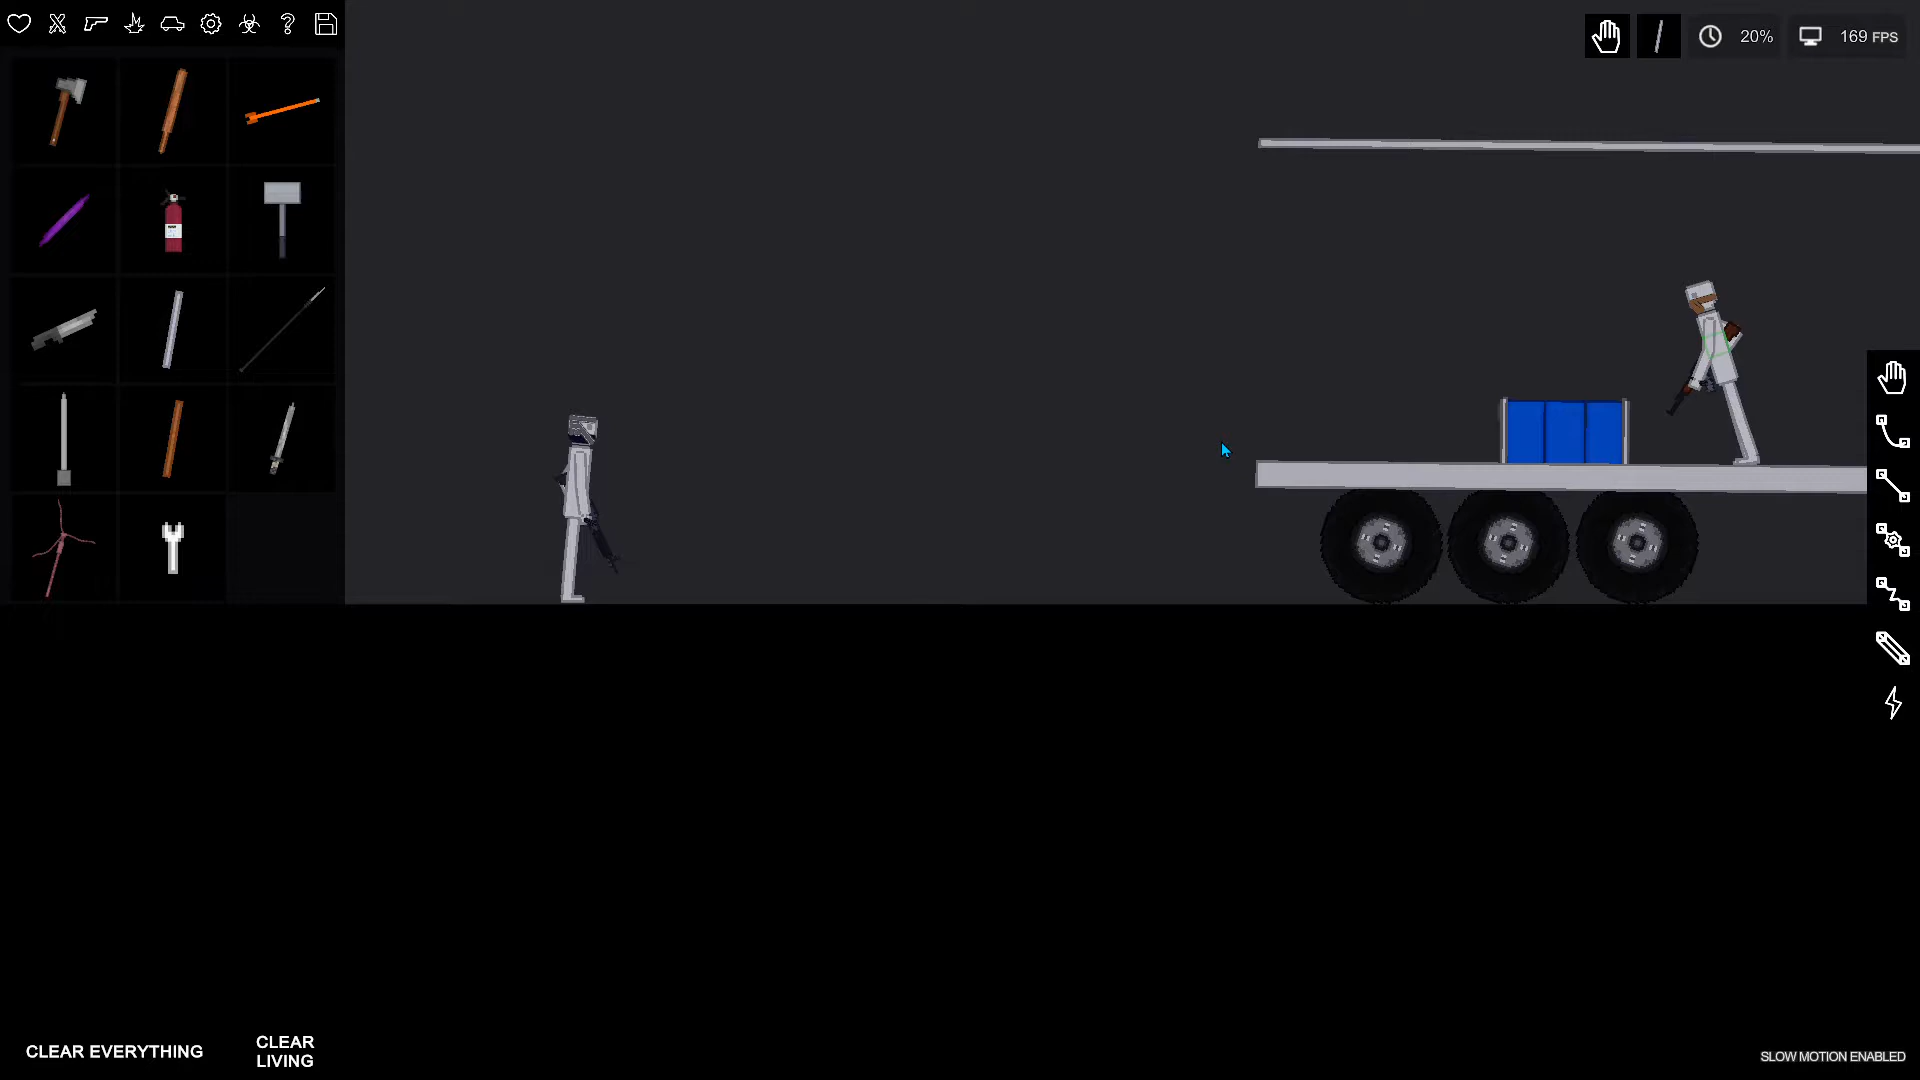 20%
169 FPS
CLEAR EVERYTHING
CLEAR
LIVING
SLOW MOTION ENABLED